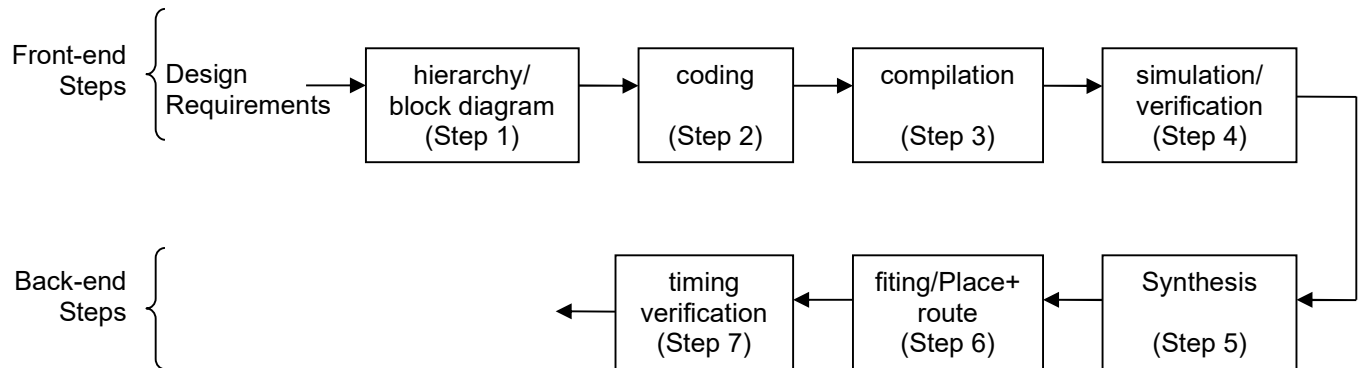 Front-end
Steps
Design
Requirements
hierarchy/
block diagram
(Step 1)
coding
(Step 2)
compilation
(Step 3)
simulation/
verification
(Step 4)
Back-end
Steps
timing
verification
(Step 7)
fiting/Place+
route
(Step 6)
Synthesis
(Step 5)